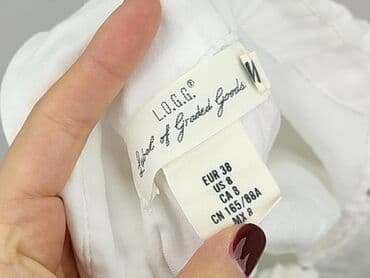 L.O.G.G.®
Label of Graded Goods
EUR 38
US 8
CA 8
CN 165/88A
MX 8